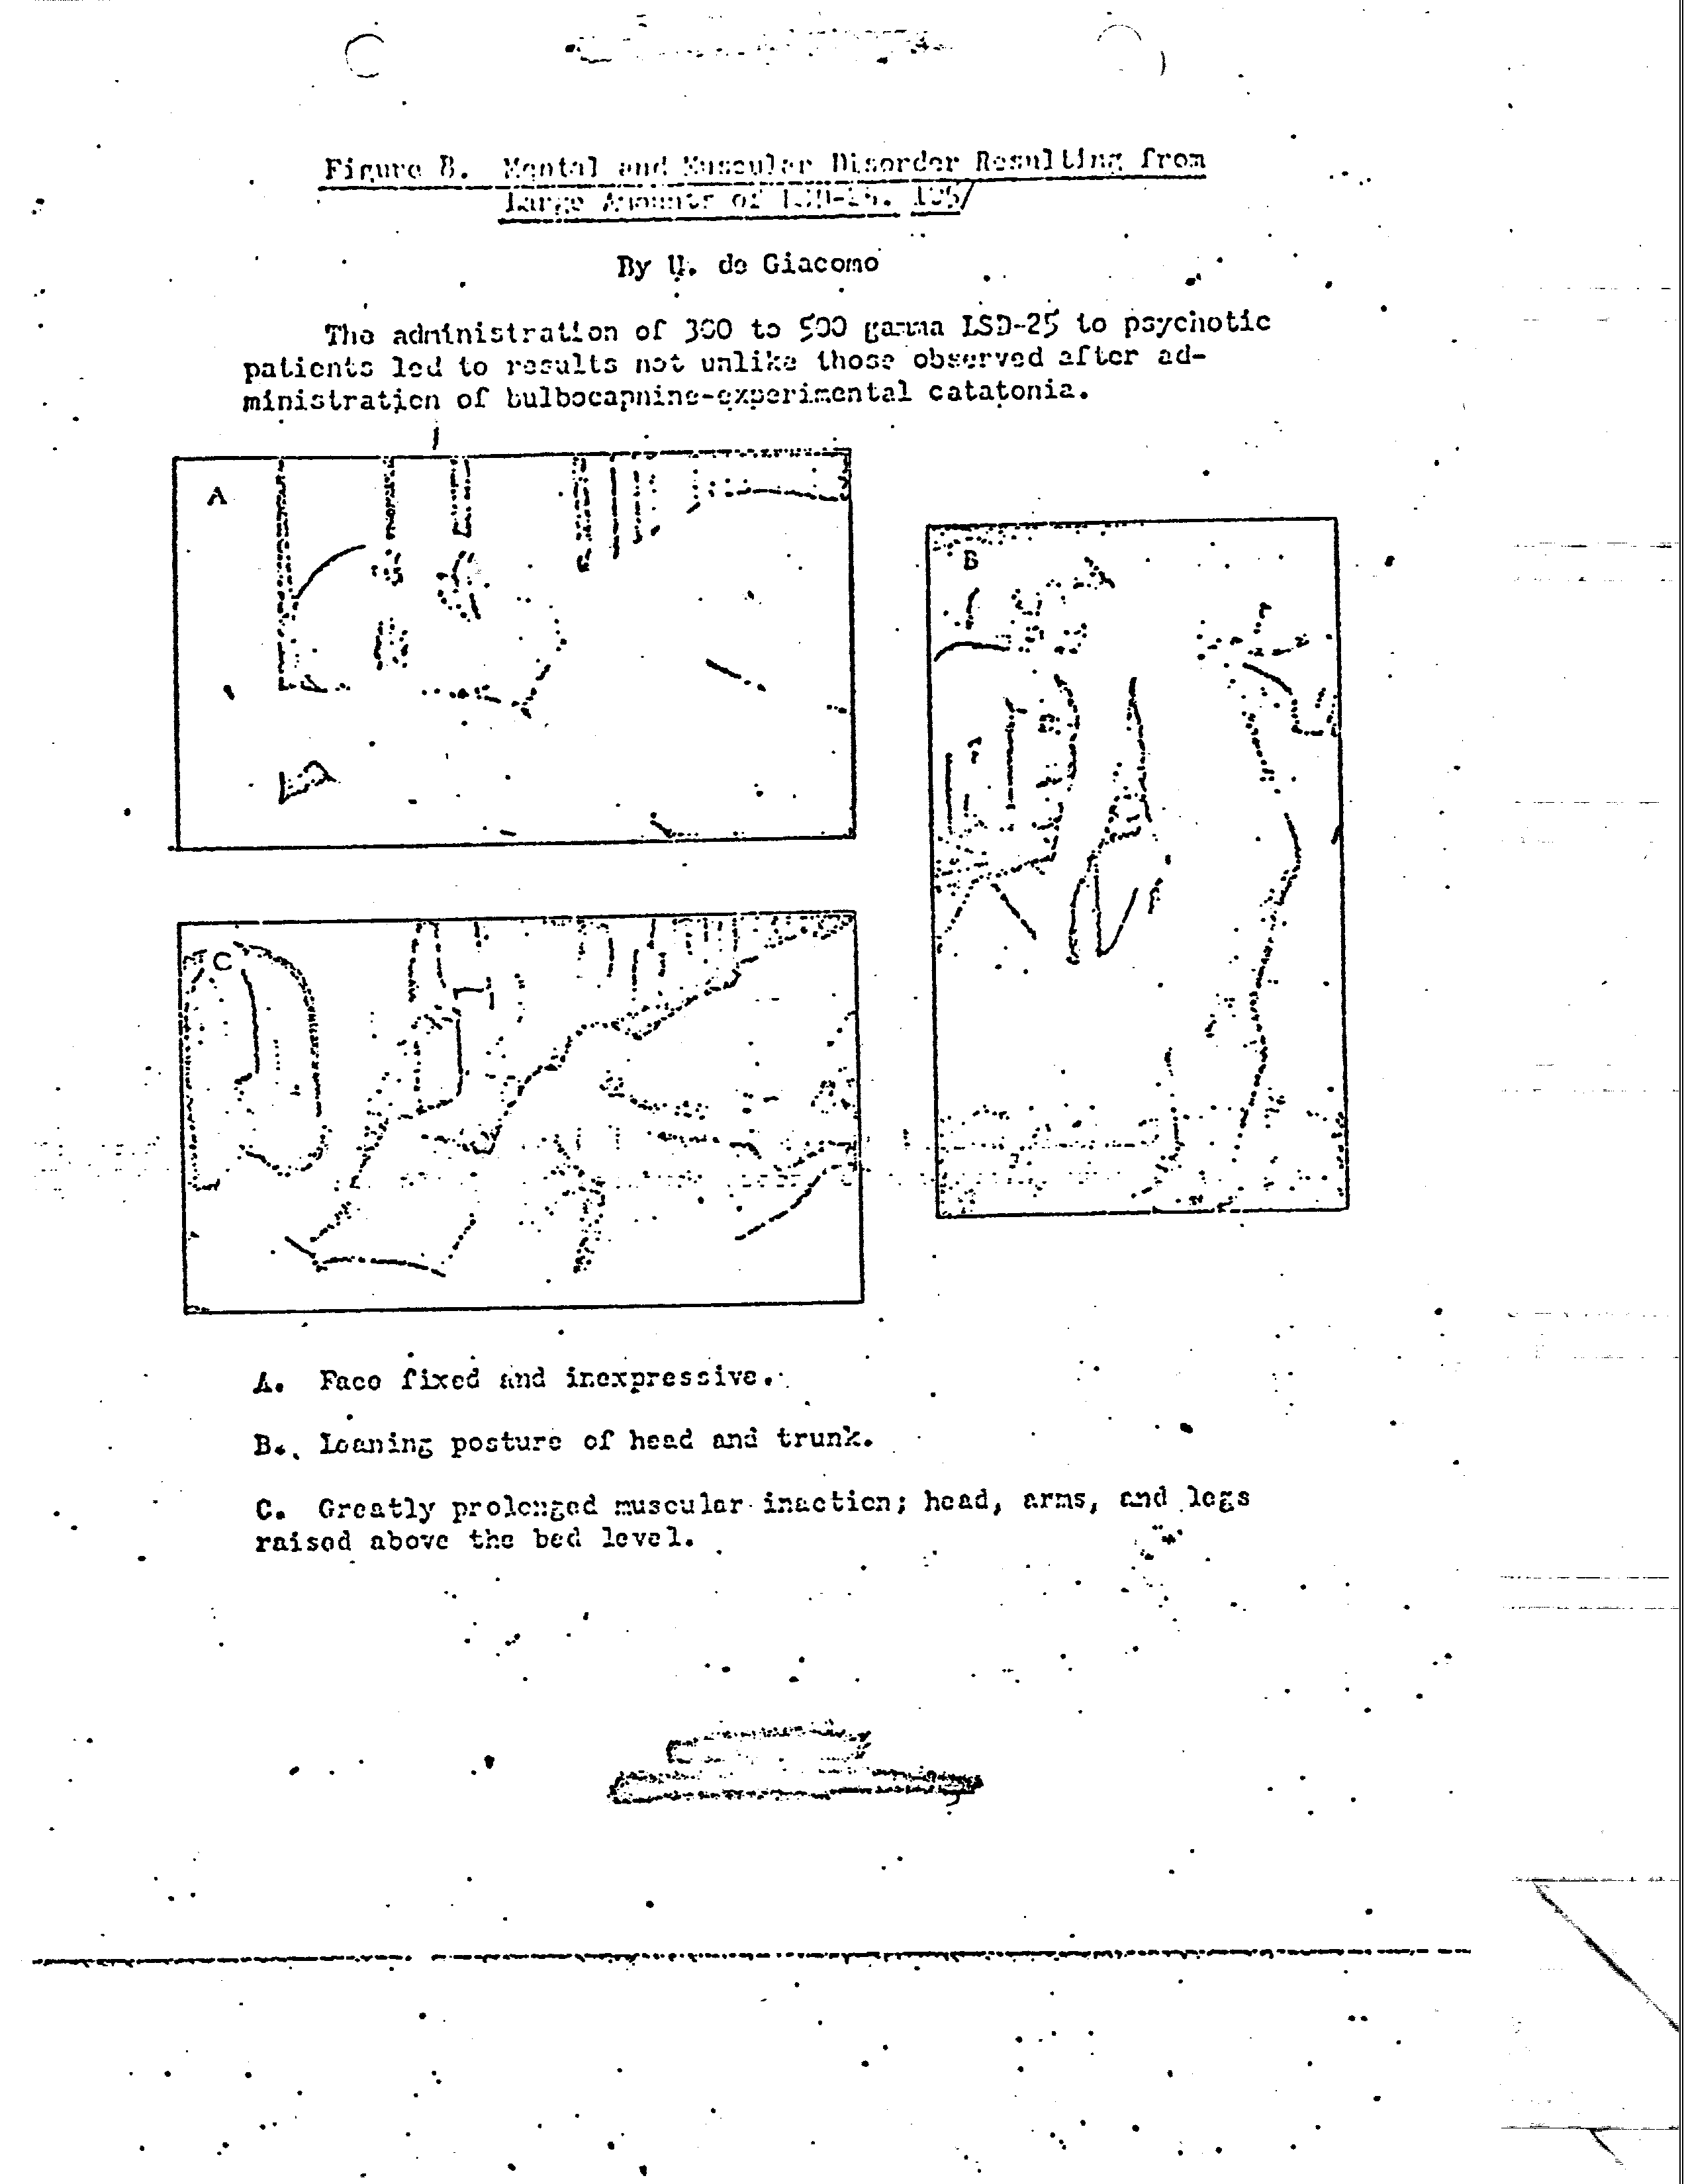 Figure 8. Mental and Muscular Disorder Resulting from
Large Amounts of LSD-25. 125/
By U. de Giacomo
The administration of 300 to 500 gamma LSD-25 to psychotic
patients led to results not unlike those observed after ad-
ministration of bulbocapnine-experimental catatonia.
A
B
C
A. Face fixed and inexpressive.
B. Leaning posture of head and trunk.
C. Greatly prolonged muscular inaction; head, arms, and legs
raised above the bed level.